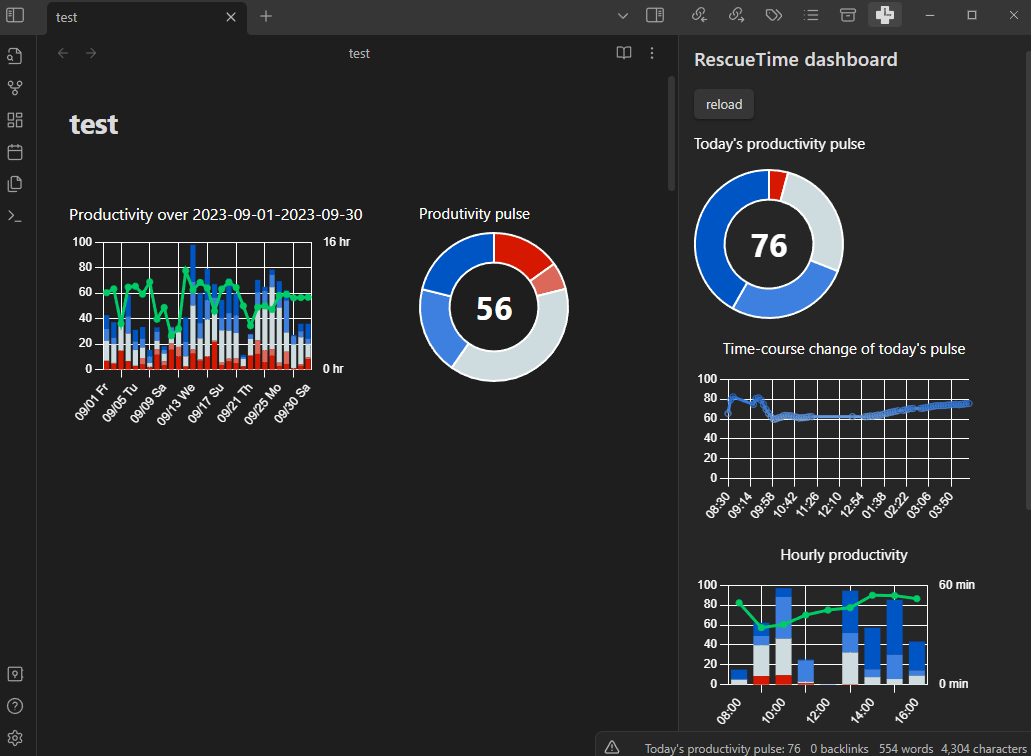 test
test
RescueTime dashboard
reload
test
Today's productivity pulse
76
Productivity over 2023-09-01-2023-09-30
100
80
60
40
20
0
16 hr
0 hr
09/01 Fr
09/05 Tu
09/09 Sa
09/13 We
09/17 Su
09/21 Th
09/25 Mo
09/30 Sa
Produtivity pulse
56
Time-course change of today's pulse
100
80
60
40
20
0
08:30
09:14
09:58
10:42
11:26
12:10
12:54
01:38
02:22
03:06
03:50
Hourly productivity
100
80
60
40
20
0
60 min
0 min
08:00
10:00
12:00
14:00
16:00
Today's productivity pulse: 76 0 backlinks 554 words 4,304 characters